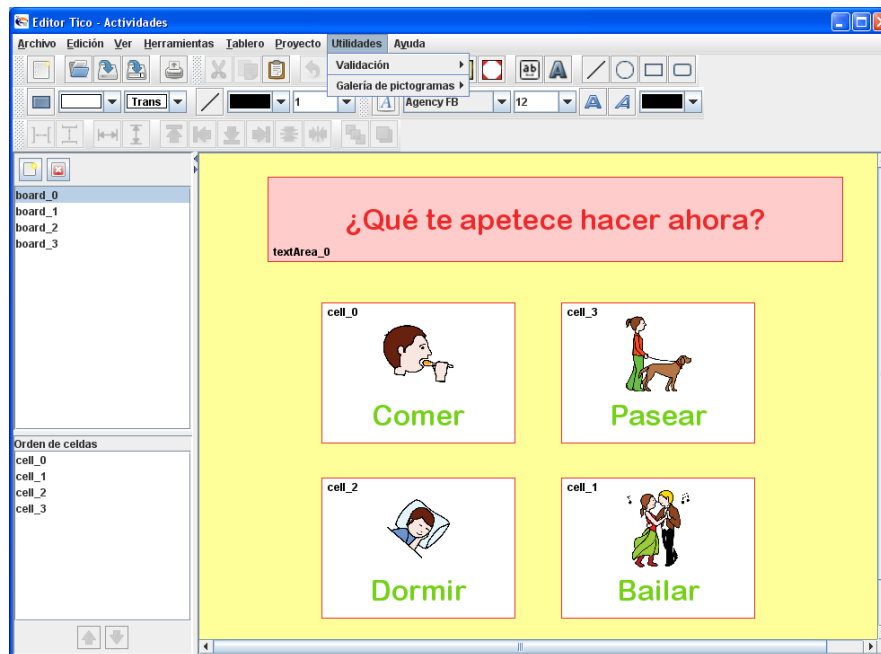 Editor Tico - Actividades
Archivo Edición Ver Herramientas Tablero Proyecto Utilidades Ayuda
Validación
Galería de pictogramas
ab A
Trans 1 A Agency FB 12 A A
board_0
board_1
board_2
board_3
¿Qué te apetece hacer ahora?
textArea_0
cell_0 cell_3
Comer Pasear
Orden de celdas
cell_0
cell_1
cell_2
cell_3
cell_2 cell_1
Dormir Bailar